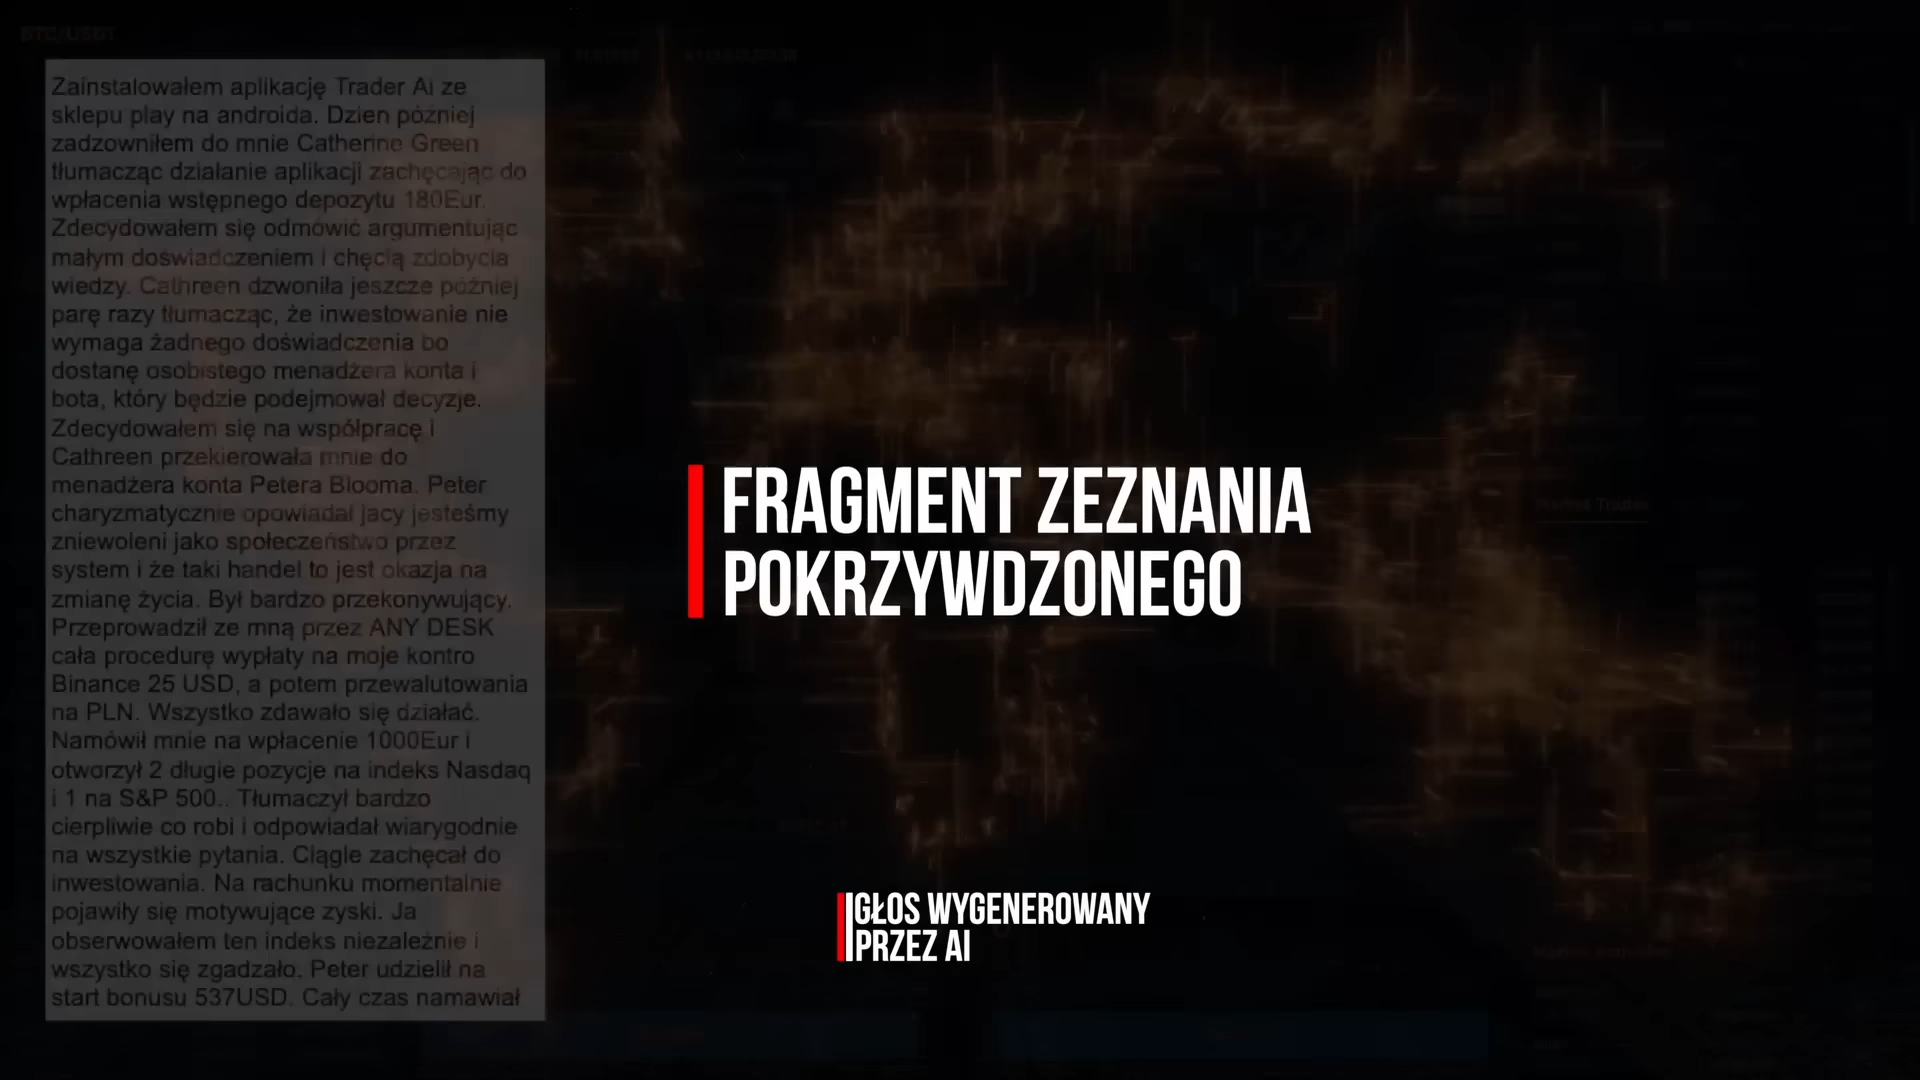 BTC/USDT
Zainstalowałem aplikację Trader Ai ze
sklepu play na androida. Dzien później
zadzowniłem do mnie Catherine Green
tłumacząc działanie aplikacji zachęcając do
wpłacenia wstępnego depozytu 180Eur.
Zdecydowałem się odmówić argumentując
małym doświadczeniem i chęcią zdobycia
wiedzy. Cathreen dzwoniła jeszcze później
parę razy tłumacząc, że inwestowanie nie
wymaga żadnego doświadczenia bo
dostanę osobistego menadżera konta i
bota, który będzie podejmował decyzje.
Zdecydowałem się na współpracę i
Cathreen przekierowała mnie do
menadżera konta Petera Blooma. Peter
charyzmatycznie opowiadał jacy jesteśmy
zniewoleni jako społeczeństwo przez
system i że taki handel to jest okazja na
zmianę życia. Był bardzo przekonywujący.
Przeprowadził ze mną przez ANY DESK
cała procedurę wypłaty na moje kontro
Binance 25 USD, a potem przewalutowania
na PLN. Wszystko zdawało się działać.
Namówił mnie na wpłacenie 1000Eur i
otworzył 2 długie pozycje na indeks Nasdaq
i 1 na S&P 500.. Tłumaczył bardzo
cierpliwie co robi i odpowiadał wiarygodnie
na wszystkie pytania. Ciągle zachęcał do
inwestowania. Na rachunku momentalnie
pojawiły się motywujące zyski. Ja
obserwowałem ten indeks niezależnie i
wszystko się zgadzało. Peter udzielił na
start bonusu 537USD. Cały czas namawiał
FRAGMENT ZEZNANIA
POKRZYWDZONEGO
GŁOS WYGENEROWANY
PRZEZ AI